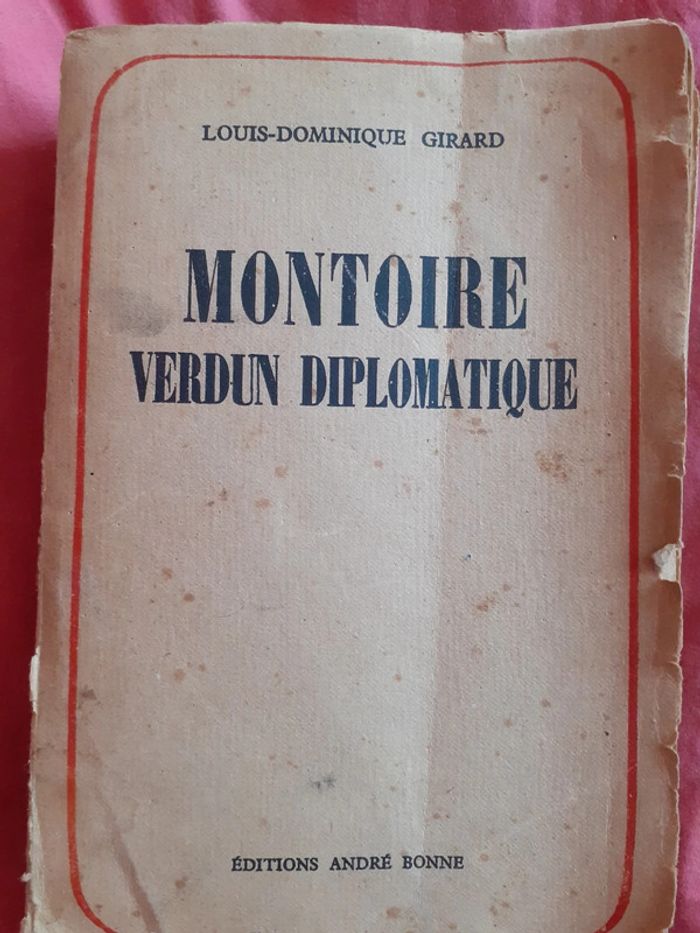 LOUIS-DOMINIQUE GIRARD
MONTOIRE
VERDUN DIPLOMATIQUE
ÉDITIONS ANDRÉ BONNE